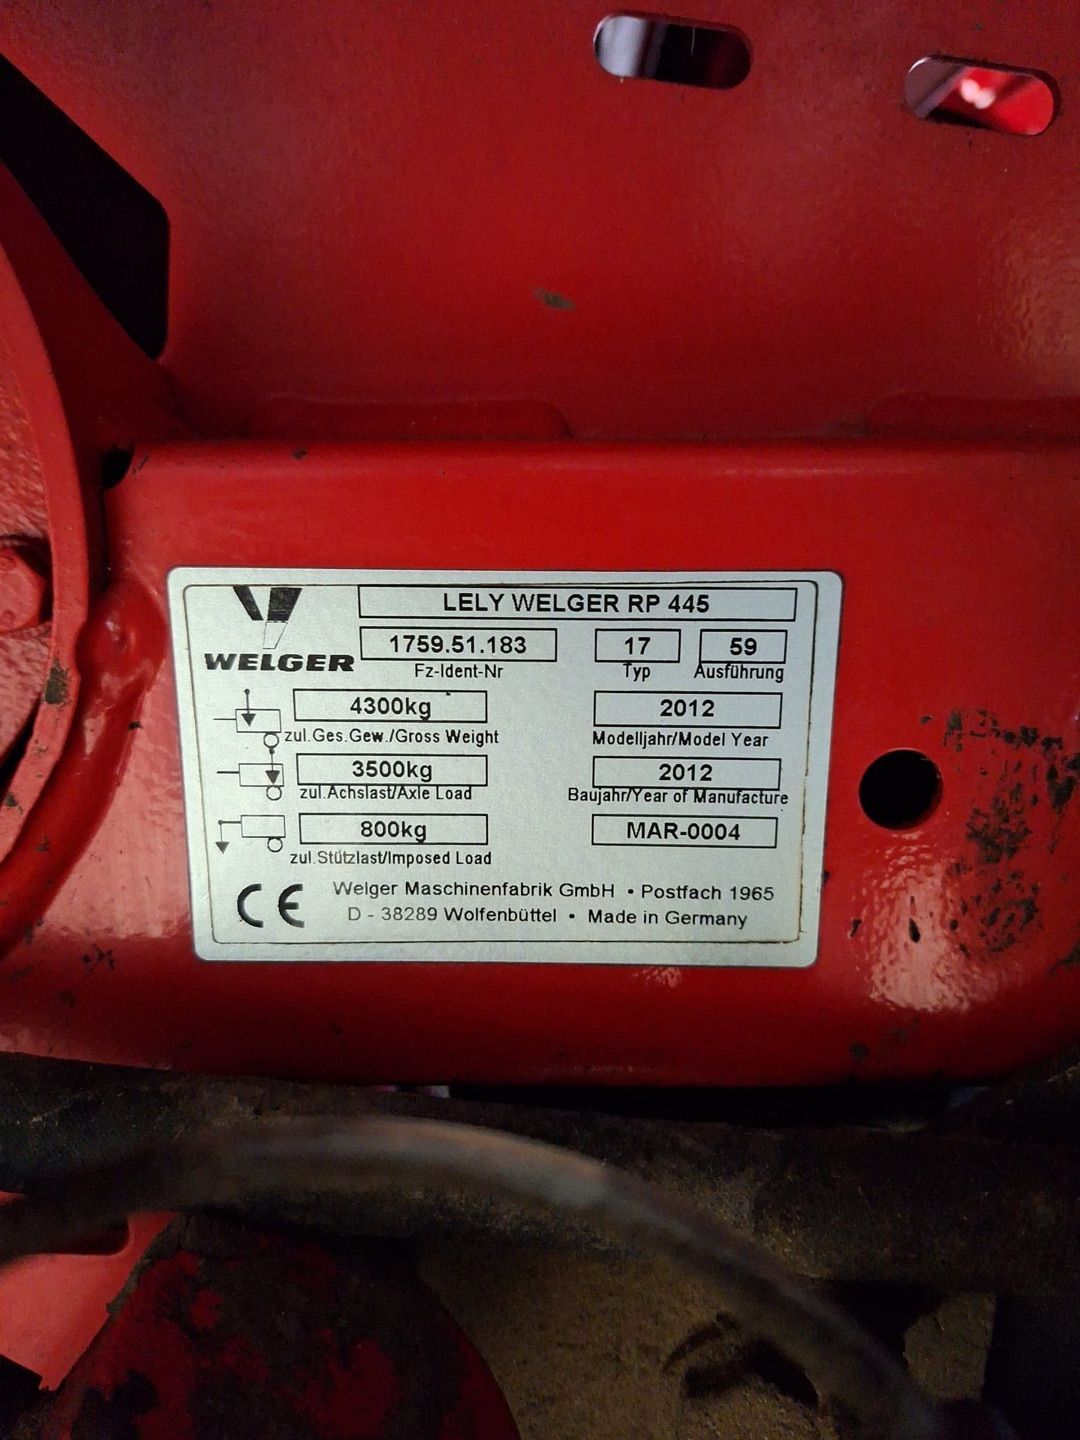 LELY WELGER RP 445
WELGER
1759.51.183 17 59
Fz-Ident-Nr Typ Ausführung
4300kg 2012
zul.Ges.Gew./Gross Weight Modelljahr/Model Year
3500kg 2012
zul.Achslast/Axle Load Baujahr/Year of Manufacture
800kg MAR-0004
zul.Stützlast/Imposed Load
CE Welger Maschinenfabrik GmbH • Postfach 1965
D - 38289 Wolfenbüttel • Made in Germany